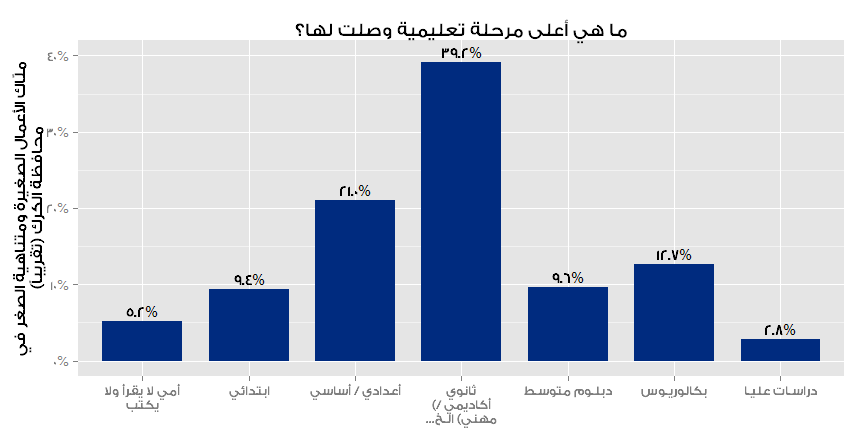 ما هي أعلى مرحلة تعليمية وصلت لها؟
ملّاك الأعمال الصغيرة ومتناهية الصغر في
محافظة الكرك (تقريباً)
٤٠%
٣٠%
٢٠%
١٠%
٠%
٥.٢%
٩.٤%
٢١.٠%
٣٩.٢%
٩.٦%
١٢.٧%
٢.٨%
أمي لا يقرأ ولا
يكتب
ابتدائي
أعدادي / أساسي
ثانوي
أكاديمي /)
مهني) الخ...
دبلوم متوسط
بكالوريوس
دراسات عليا